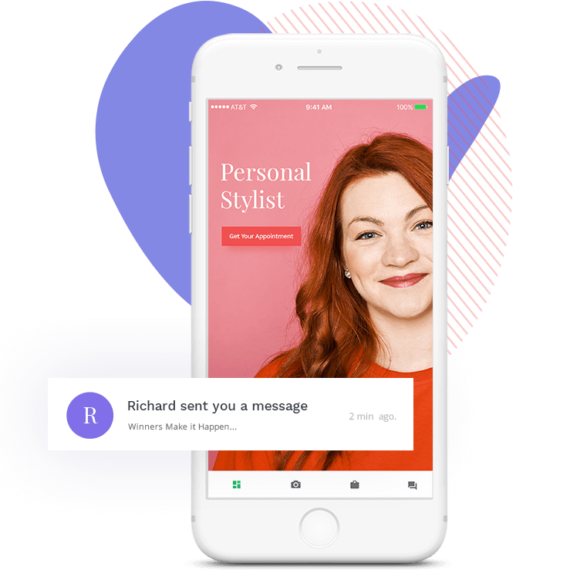 AT&T 9:41 AM 100%
Personal
Stylist
Get Your Appointment
R
Richard sent you a message
2 min ago.
Winners Make it Happen...